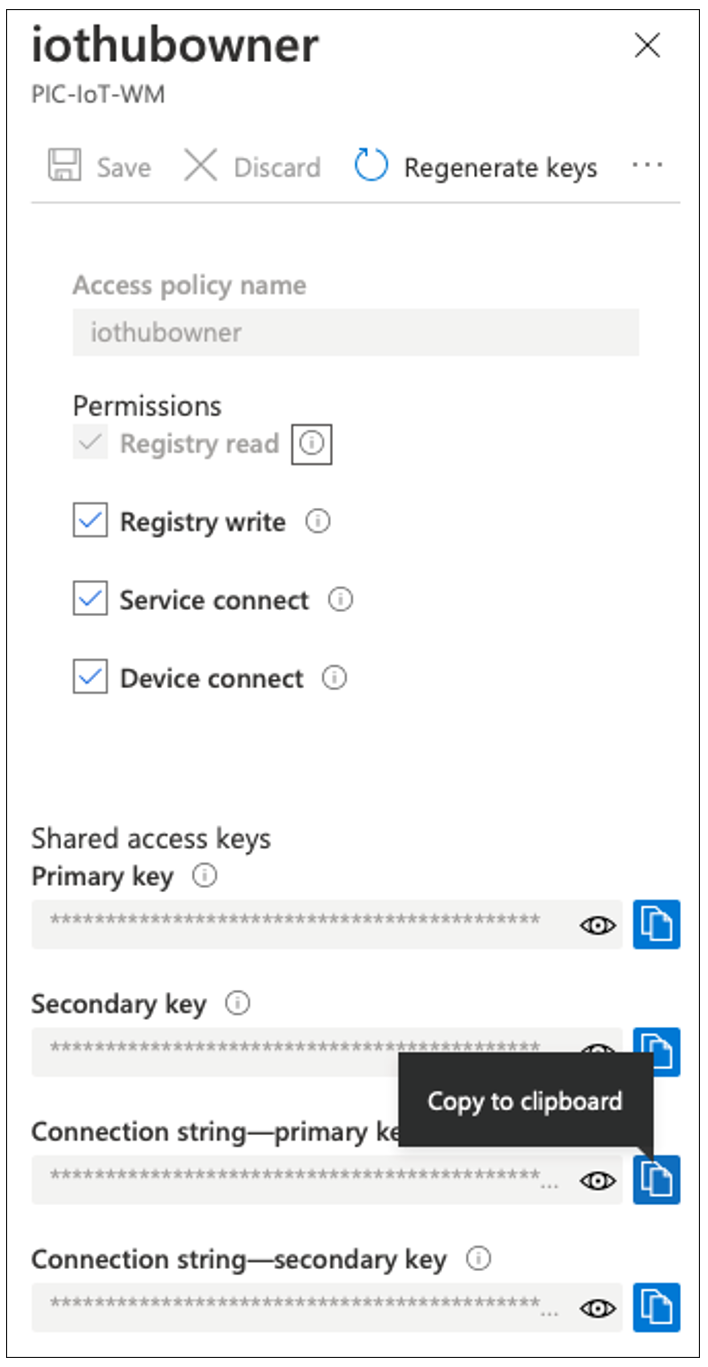 iothubowner
PIC-IoT-WM
Save Discard Regenerate keys ...
Access policy name
iothubowner
Permissions
Registry read
Registry write
Service connect
Device connect
Shared access keys
Primary key
********************************************
Secondary key
********************************************
Copy to clipboard
Connection string—primary ke
********************************************...
Connection string—secondary key
********************************************...